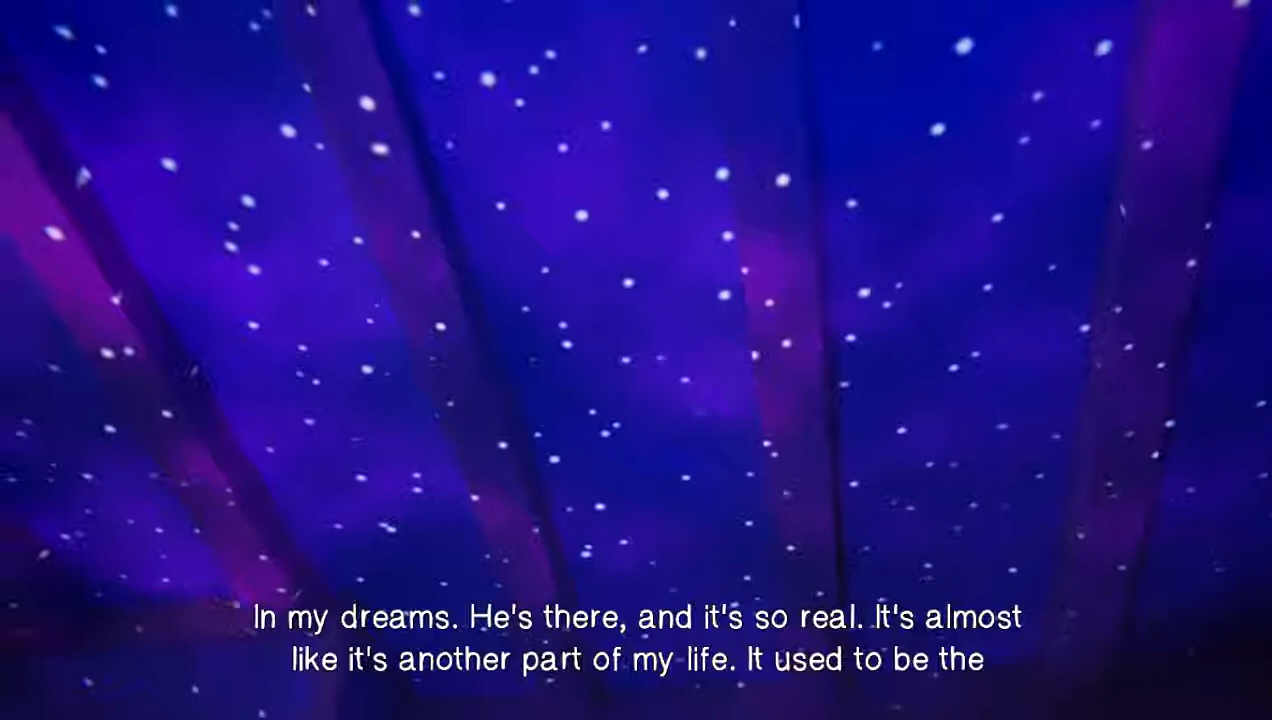 In my dreams. He's there, and it's so real. It's almost
like it's another part of my life. It used to be the